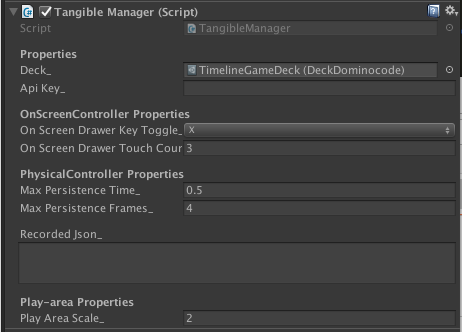 Tangible Manager (Script)
Script TangibleManager
Properties
Deck_ TimelineGameDeck (DeckDominocode)
Api Key_
OnScreenController Properties
On Screen Drawer Key Toggle_ X
On Screen Drawer Touch Cour 3
PhysicalController Properties
Max Persistence Time_ 0.5
Max Persistence Frames_ 4
Recorded Json_
Play-area Properties
Play Area Scale_ 2